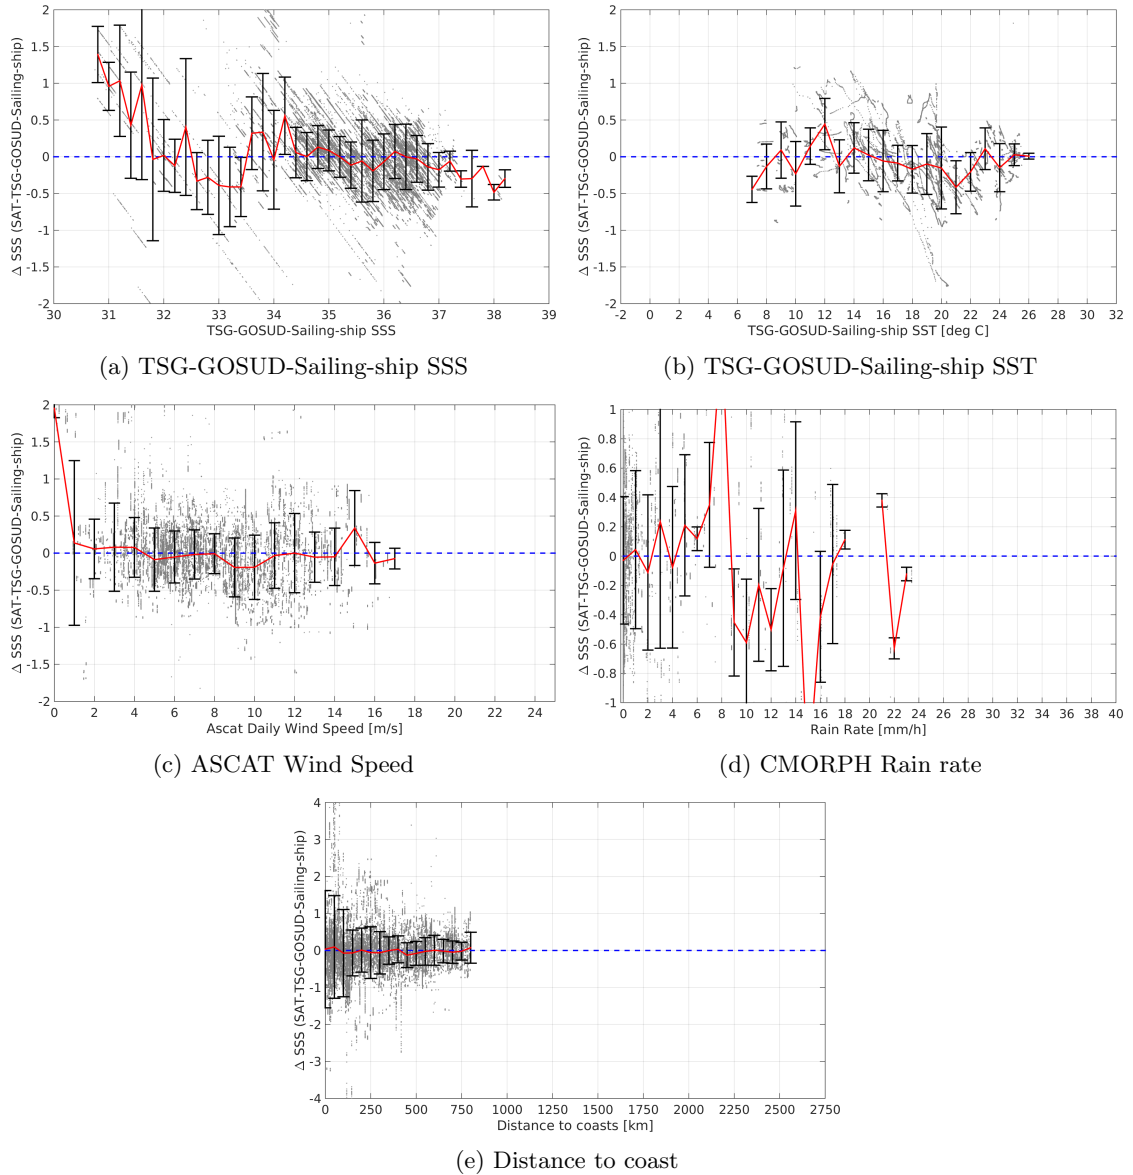 2
1.5
1
0.5
0
-0.5
-1
-1.5
-2
Δ SSS (SAT-TSG-GOSUD-Sailing-ship)
30 31 32 33 34 35 36 37 38 39
TSG-GOSUD-Sailing-ship SSS
(a) TSG-GOSUD-Sailing-ship SSS
2
1.5
1
0.5
0
-0.5
-1
-1.5
-2
Δ SSS (SAT-TSG-GOSUD-Sailing-ship)
-2 0 2 4 6 8 10 12 14 16 18 20 22 24 26 28 30 32
TSG-GOSUD-Sailing-ship SST [deg C]
(b) TSG-GOSUD-Sailing-ship SST
2
1.5
1
0.5
0
-0.5
-1
-1.5
-2
Δ SSS (SAT-TSG-GOSUD-Sailing-ship)
0 2 4 6 8 10 12 14 16 18 20 22 24
Ascat Daily Wind Speed [m/s]
(c) ASCAT Wind Speed
1
0.8
0.6
0.4
0.2
0
-0.2
-0.4
-0.6
-0.8
-1
Δ SSS (SAT-TSG-GOSUD-Sailing-ship)
0 2 4 6 8 10 12 14 16 18 20 22 24 26 28 30 32 34 36 38 40
Rain Rate [mm/h]
(d) CMORPH Rain rate
4
3
2
1
0
-1
-2
-3
-4
Δ SSS (SAT-TSG-GOSUD-Sailing-ship)
0 250 500 750 1000 1250 1500 1750 2000 2250 2500 2750
Distance to coasts [km]
(e) Distance to coast